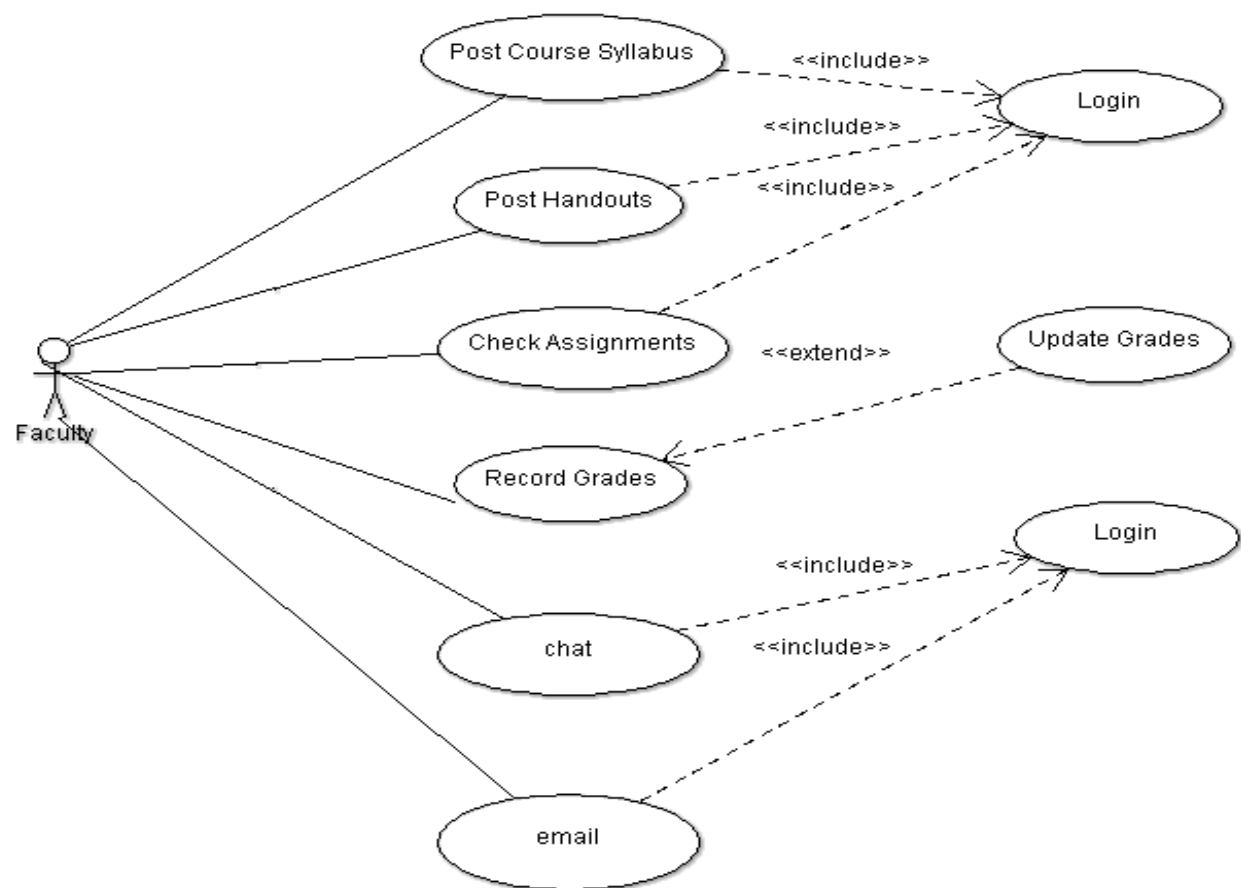 Post Course Syllabus
<<include>>
Login
<<include>>
Post Handouts
<<include>>
Check Assignments
<<extend>>
Update Grades
Faculty
Record Grades
Login
<<include>>
chat
<<include>>
email